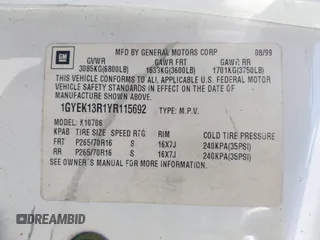 GM
MFD BY GENERAL MOTORS CORP 08/99
GVWR GAWR FRT GAWR RR
3085KG(6800LB) 1633KG(3600LB) 1701KG(3750LB)
THIS VEHICLE CONFORMS TO ALL APPLICABLE U.S. FEDERAL
MOTOR VEHICLE SAFETY STANDARDS IN EFFECT ON THE DATE OF
MANUFACTURE SHOWN ABOVE.
1GYEK13R1YR115692 TYPE: M.P.V.
MODEL: K10706
KPAB TIRE SIZE SPEED RTG RIM COLD TIRE PRESSURE
FRT P265/70R16 S 16X7J 240KPA(35PSI)
RR P265/70R16 S 16X7J 240KPA(35PSI)
SEE OWNER'S MANUAL FOR MORE INFORMATION.
DREAMBID